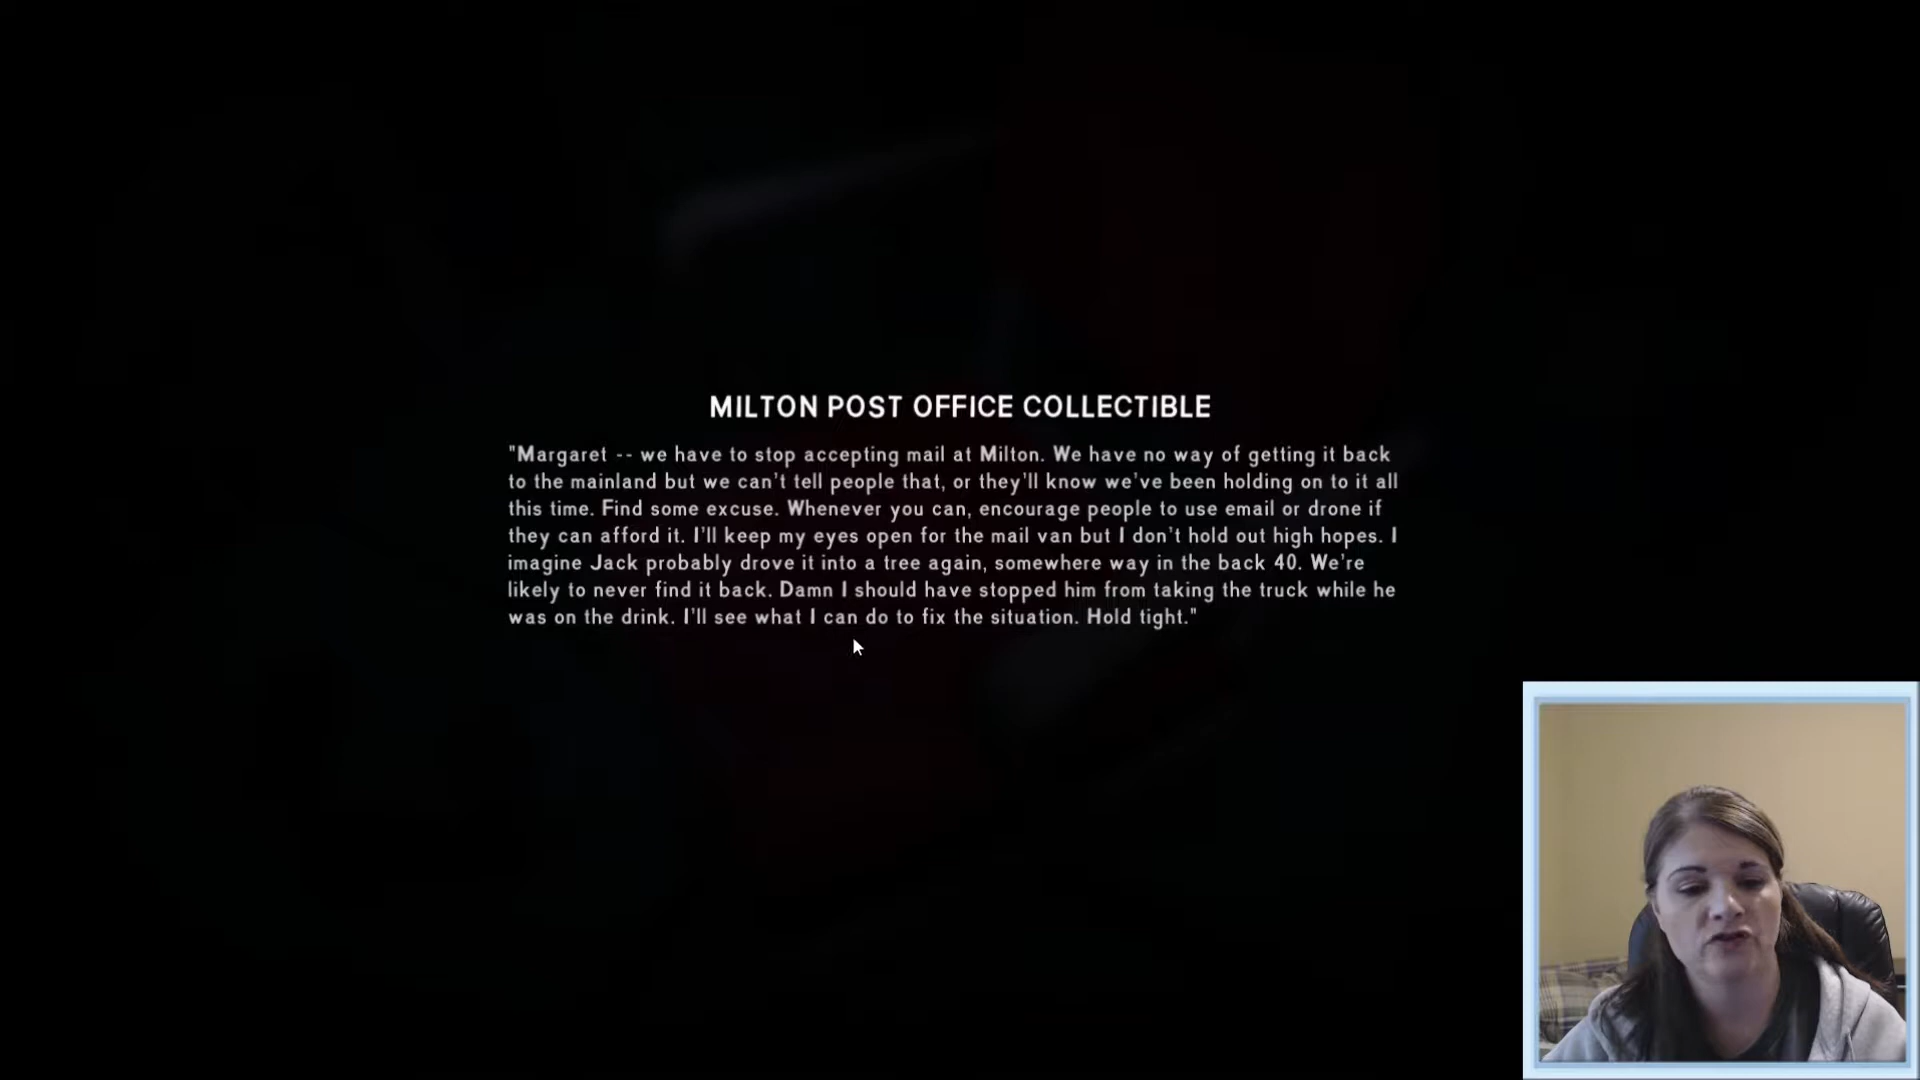 MILTON POST OFFICE COLLECTIBLE
"Margaret -- we have to stop accepting mail at Milton. We have no way of getting it back
to the mainland but we can't tell people that, or they'll know we've been holding on to it all
this time. Find some excuse. Whenever you can, encourage people to use email or drone if
they can afford it. I'll keep my eyes open for the mail van but I don't hold out high hopes. I
imagine Jack probably drove it into a tree again, somewhere way in the back 40. We're
likely to never find it back. Damn I should have stopped him from taking the truck while he
was on the drink. I'll see what I can do to fix the situation. Hold tight."